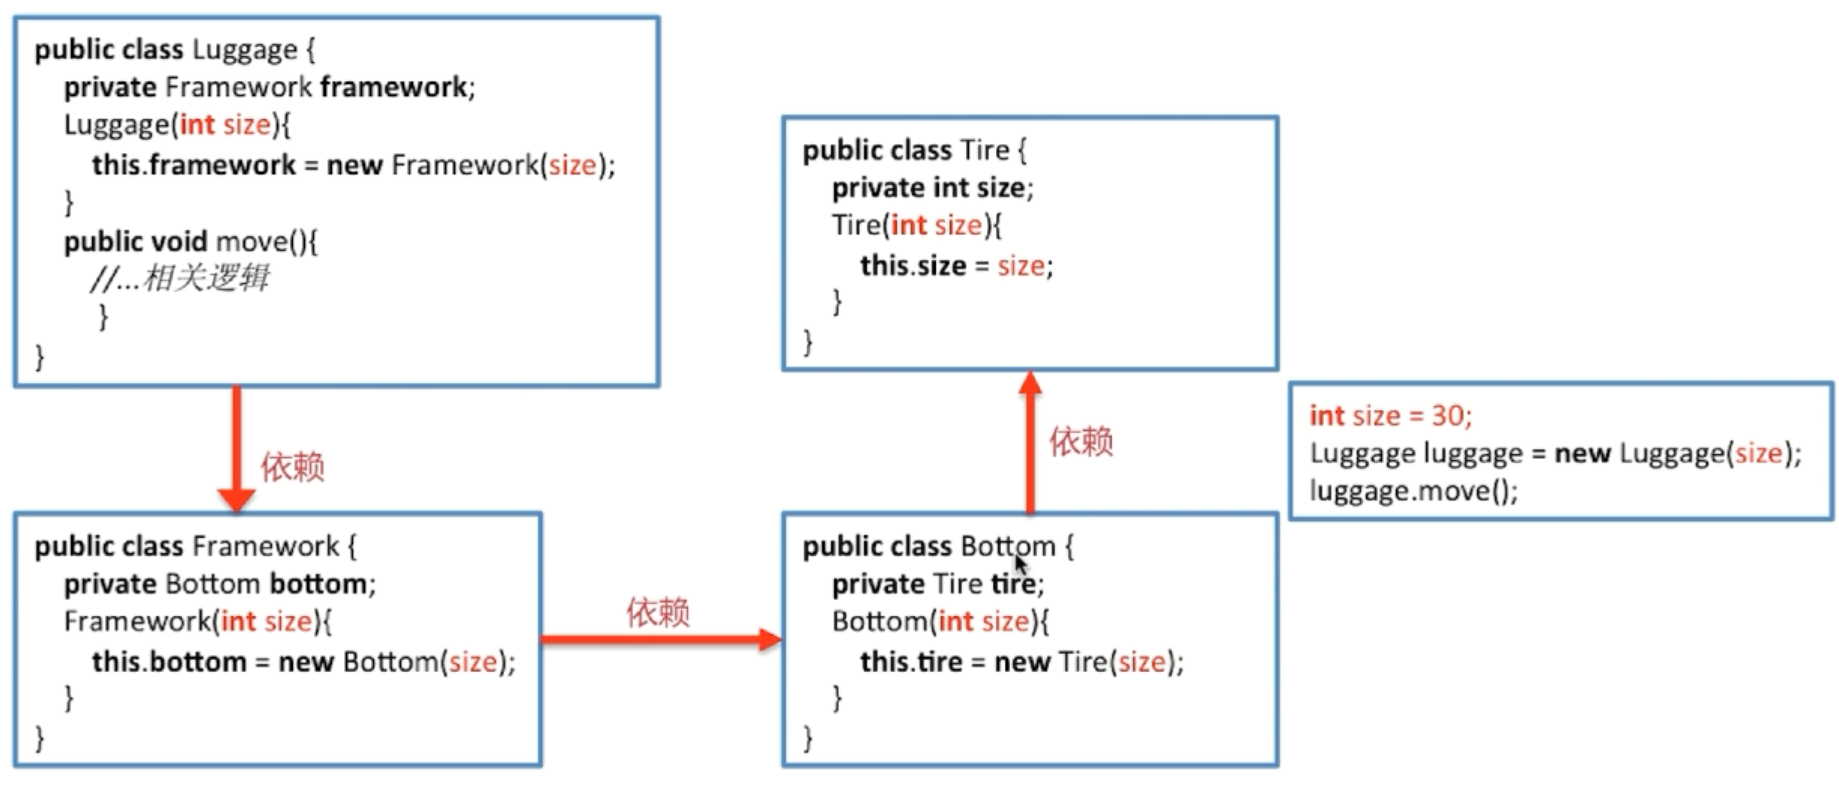 public class Luggage {
private Framework framework;
Luggage(int size){
this.framework = new Framework(size);
}
public void move(){
//...相关逻辑
}
}
依赖
public class Framework {
private Bottom bottom;
Framework(int size){
this.bottom = new Bottom(size);
}
}
依赖
public class Bottom {
private Tire tire;
Bottom(int size){
this.tire = new Tire(size);
}
}
依赖
public class Tire {
private int size;
Tire(int size){
this.size = size;
}
}
int size = 30;
Luggage luggage = new Luggage(size);
luggage.move();